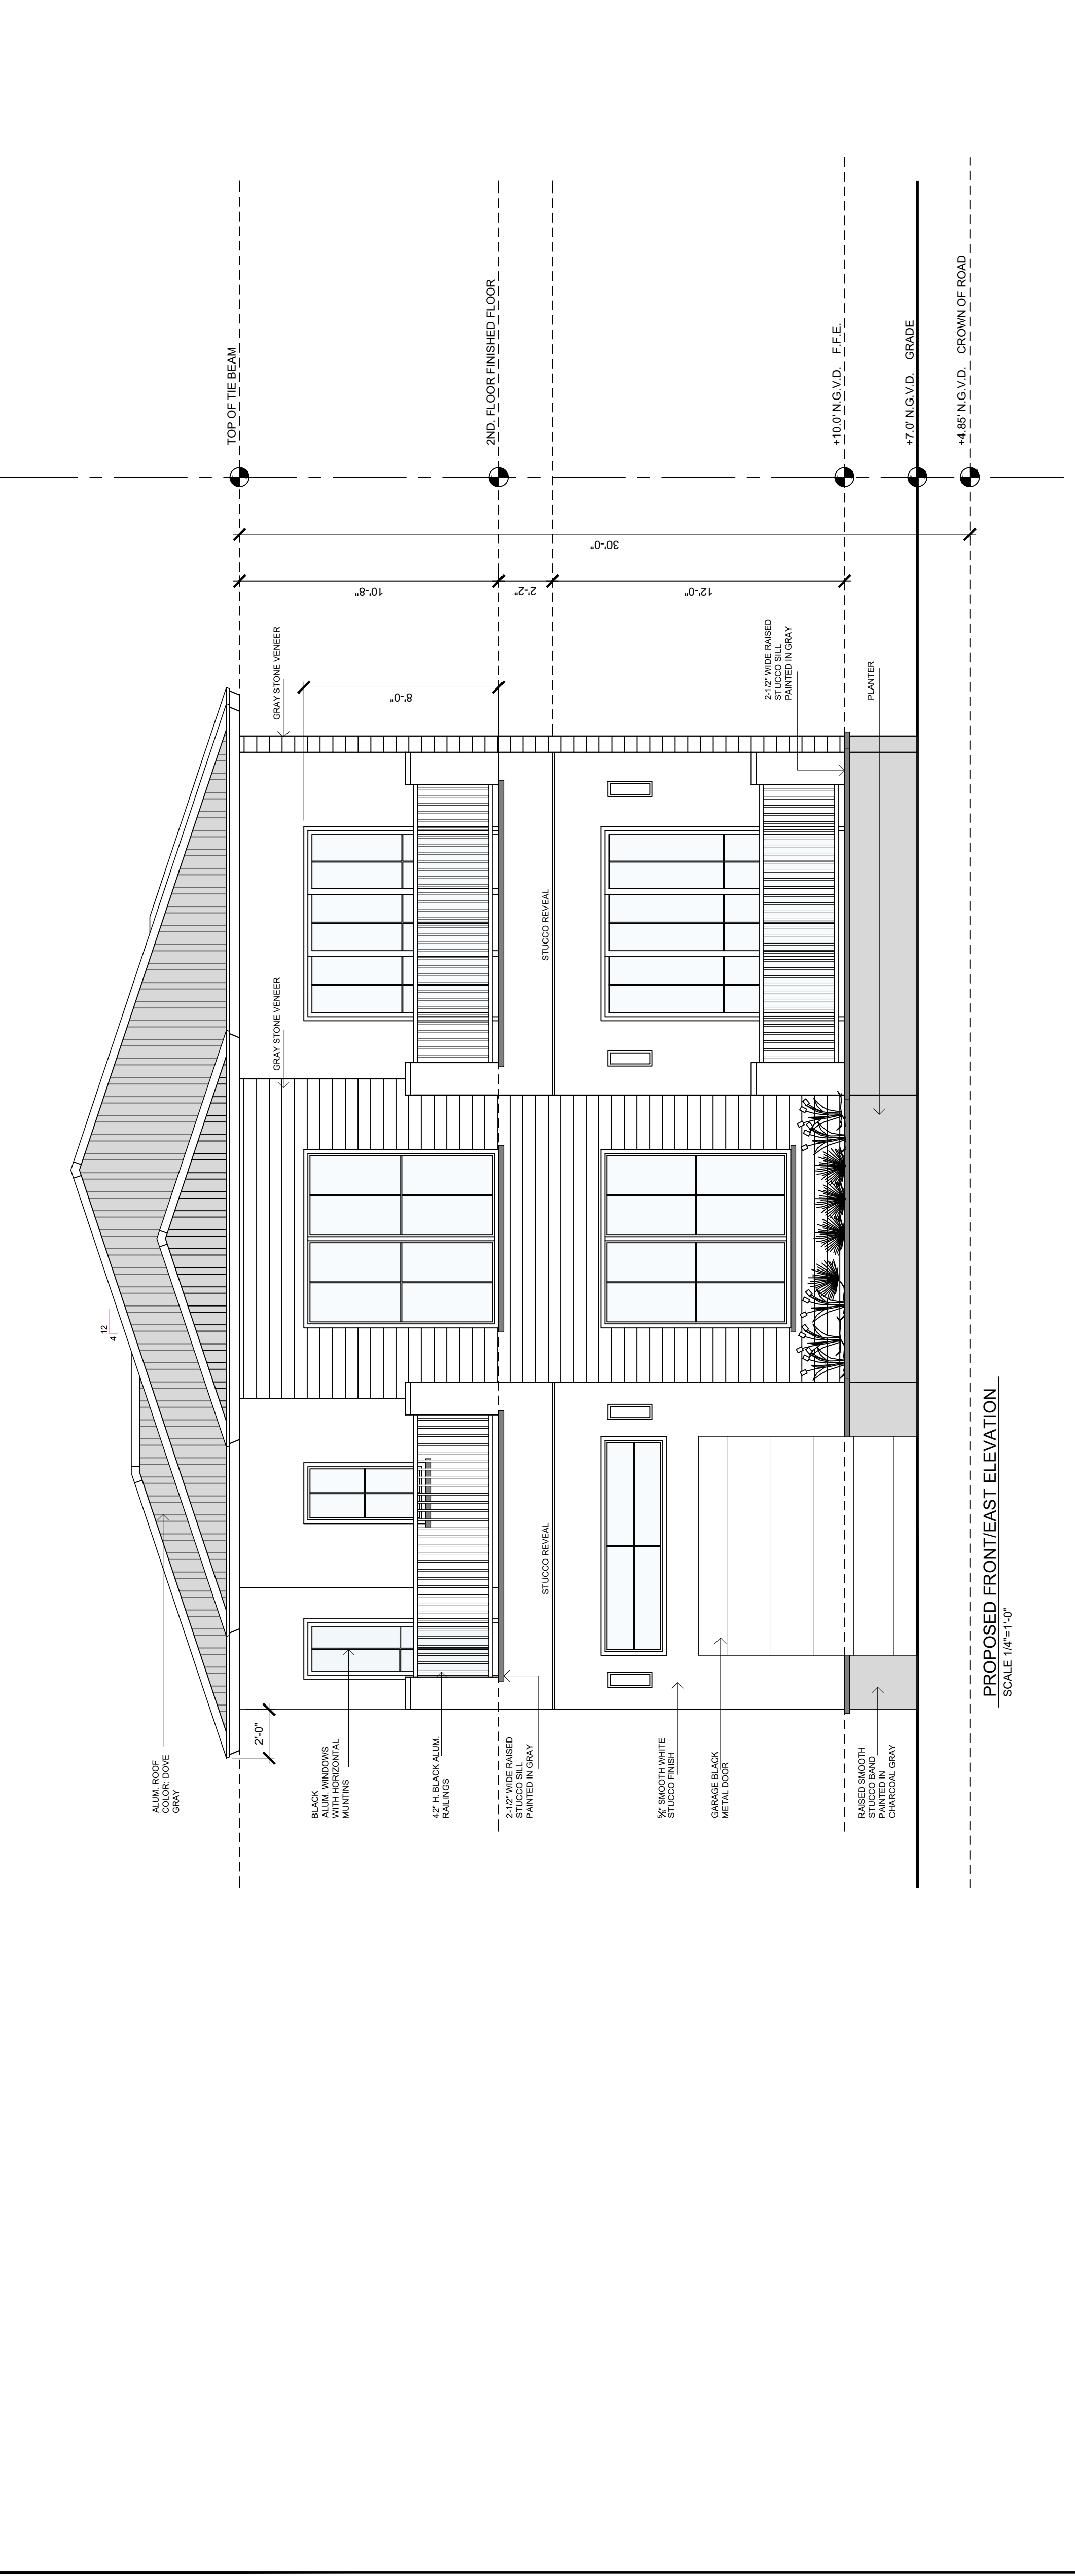 ALUM. ROOF
COLOR: DOVE
GRAY
12
4
TOP OF TIE BEAM
2'-0"
GRAY STONE VENEER
GRAY STONE VENEER
10'-8"
8'-0"
BLACK
ALUM. WINDOWS
WITH HORIZONTAL
MUNTINS
42" H. BLACK ALUM.
RAILINGS
2ND. FLOOR FINISHED FLOOR
2'-2"
2-1/2" WIDE RAISED
STUCCO SILL
PAINTED IN GRAY
STUCCO REVEAL
STUCCO REVEAL
30'-0"
12'-0"
SMOOTH WHITE
STUCCO FINISH
GARAGE BLACK
METAL DOOR
2-1/2" WIDE RAISED
STUCCO SILL
PAINTED IN GRAY
+10.0' N.G.V.D. F.F.E.
RAISED SMOOTH
STUCCO BAND
PAINTED IN
CHARCOAL GRAY
PLANTER
+7.0' N.G.V.D. GRADE
+4.85' N.G.V.D. CROWN OF ROAD
PROPOSED FRONT/EAST ELEVATION
SCALE 1/4"=1'-0"